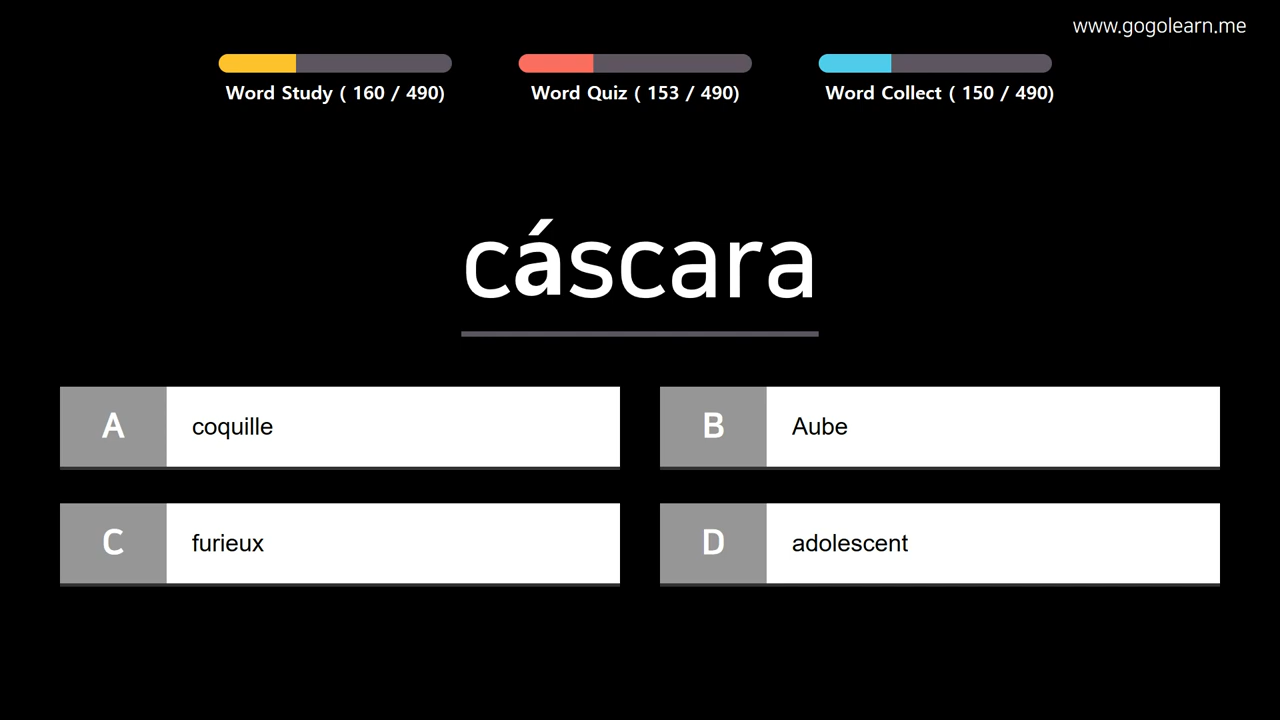 www.gogolearn.me
Word Study ( 160 / 490)
Word Quiz ( 153 / 490)
Word Collect ( 150 / 490)
cáscara
A
coquille
B
Aube
C
furieux
D
adolescent